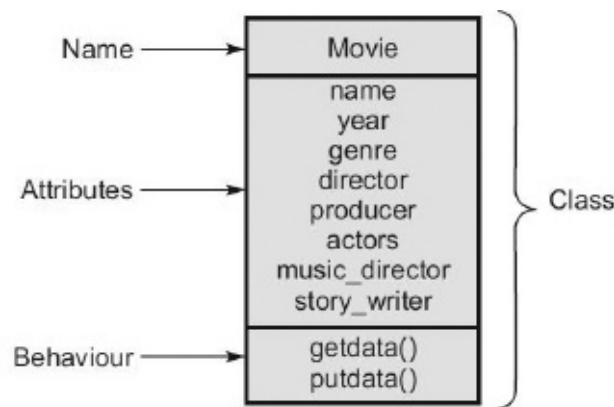 Name
Movie
Attributes
name
year
genre
director
producer
actors
music_director
story_writer
Class
Behaviour
getdata()
putdata()